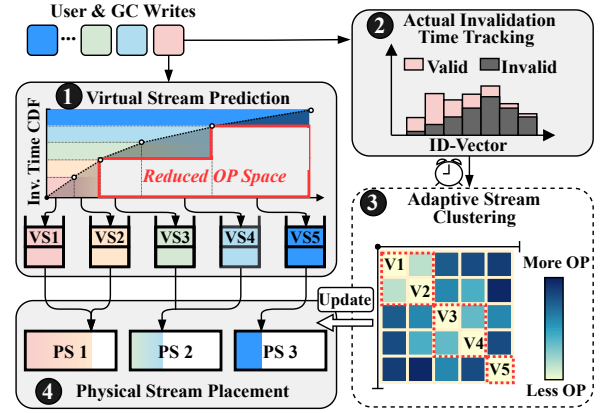 User & GC Writes
...
1 Virtual Stream Prediction
Inv. Time CDF
Reduced OP Space
VS1 VS2 VS3 VS4 VS5
2 Actual Invalidation
Time Tracking
Valid Invalid
ID-Vector
3 Adaptive Stream
Clustering
V1
V2
V3
V4
V5
More OP
Less OP
Update
PS 1 PS 2 PS 3
4 Physical Stream Placement